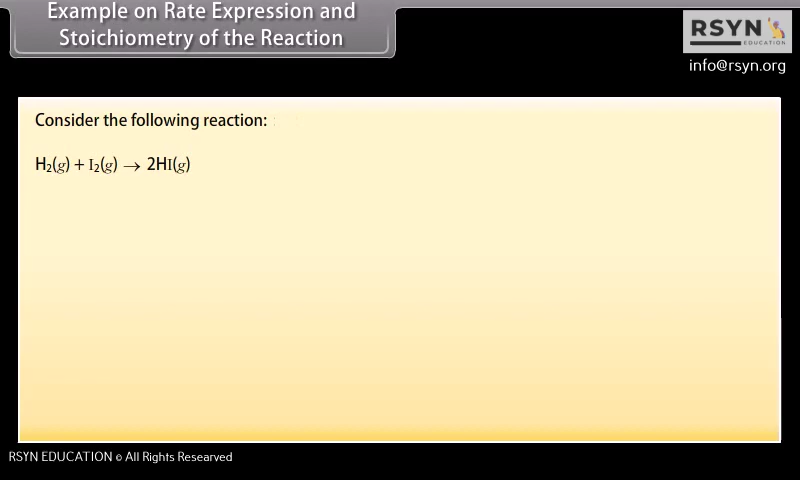 Example on Rate Expression and
Stoichiometry of the Reaction
RSYN
EDUCATION
info@rsyn.org
Consider the following reaction:
H₂(g) + I₂(g) → 2HI(g)
RSYN EDUCATION © All Rights Researved